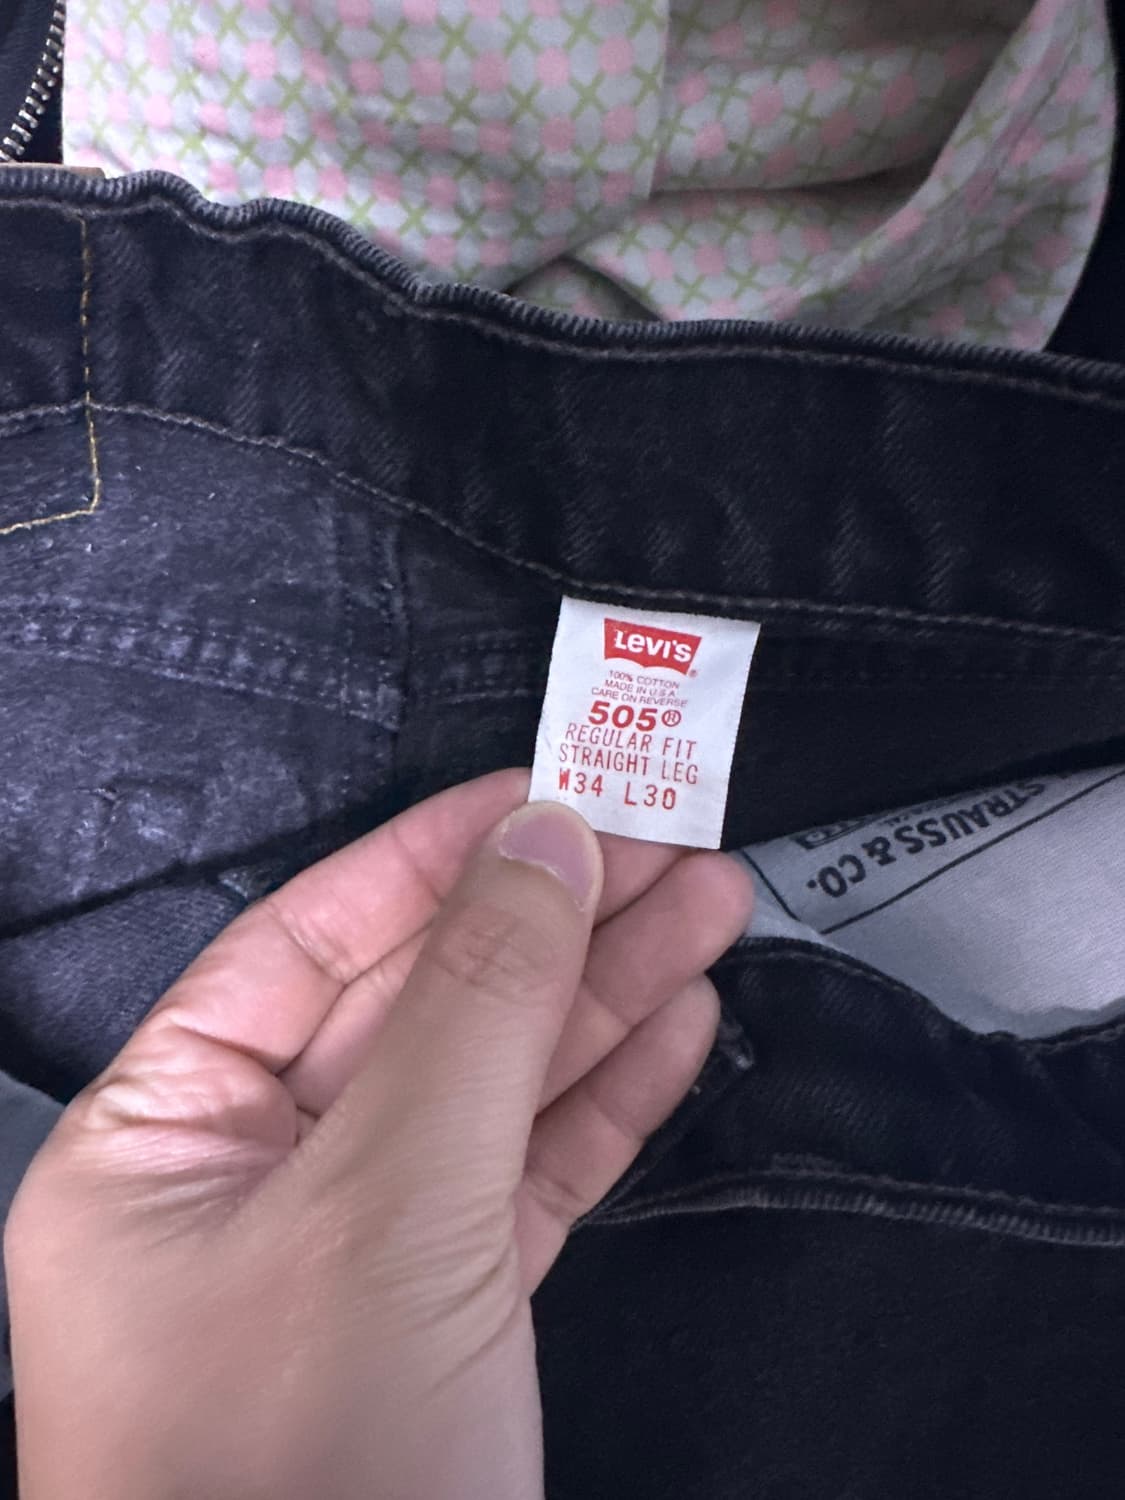 Levi's®
100% COTTON
MADE IN U S A
CARE ON REVERSE
505®
REGULAR FIT
STRAIGHT LEG
W34 L30
STRAUSS & CO.